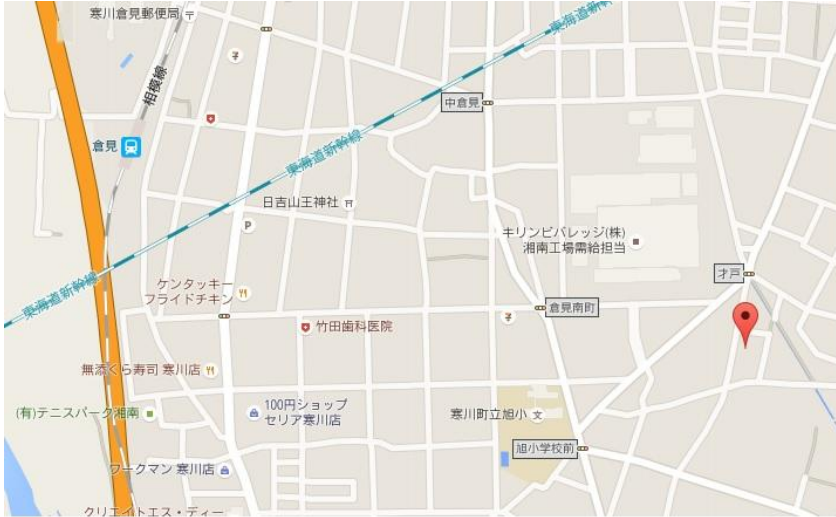 寒川倉見郵便局
東海道新幹線
相模線
中倉見
倉見
東海道新幹線
日吉山王神社
P
キリンビバレッジ(株)
湘南工場需給担当
才戸
東海道新幹線
ケンタッキー
フライドチキン
倉見南町
竹田歯科医院
無添くら寿司 寒川店
100円ショップ
セリア寒川店
(有)テニスパーク湘南
寒川町立旭小
文
旭小学校前
ワークマン 寒川店
クリエイトエス・ディー